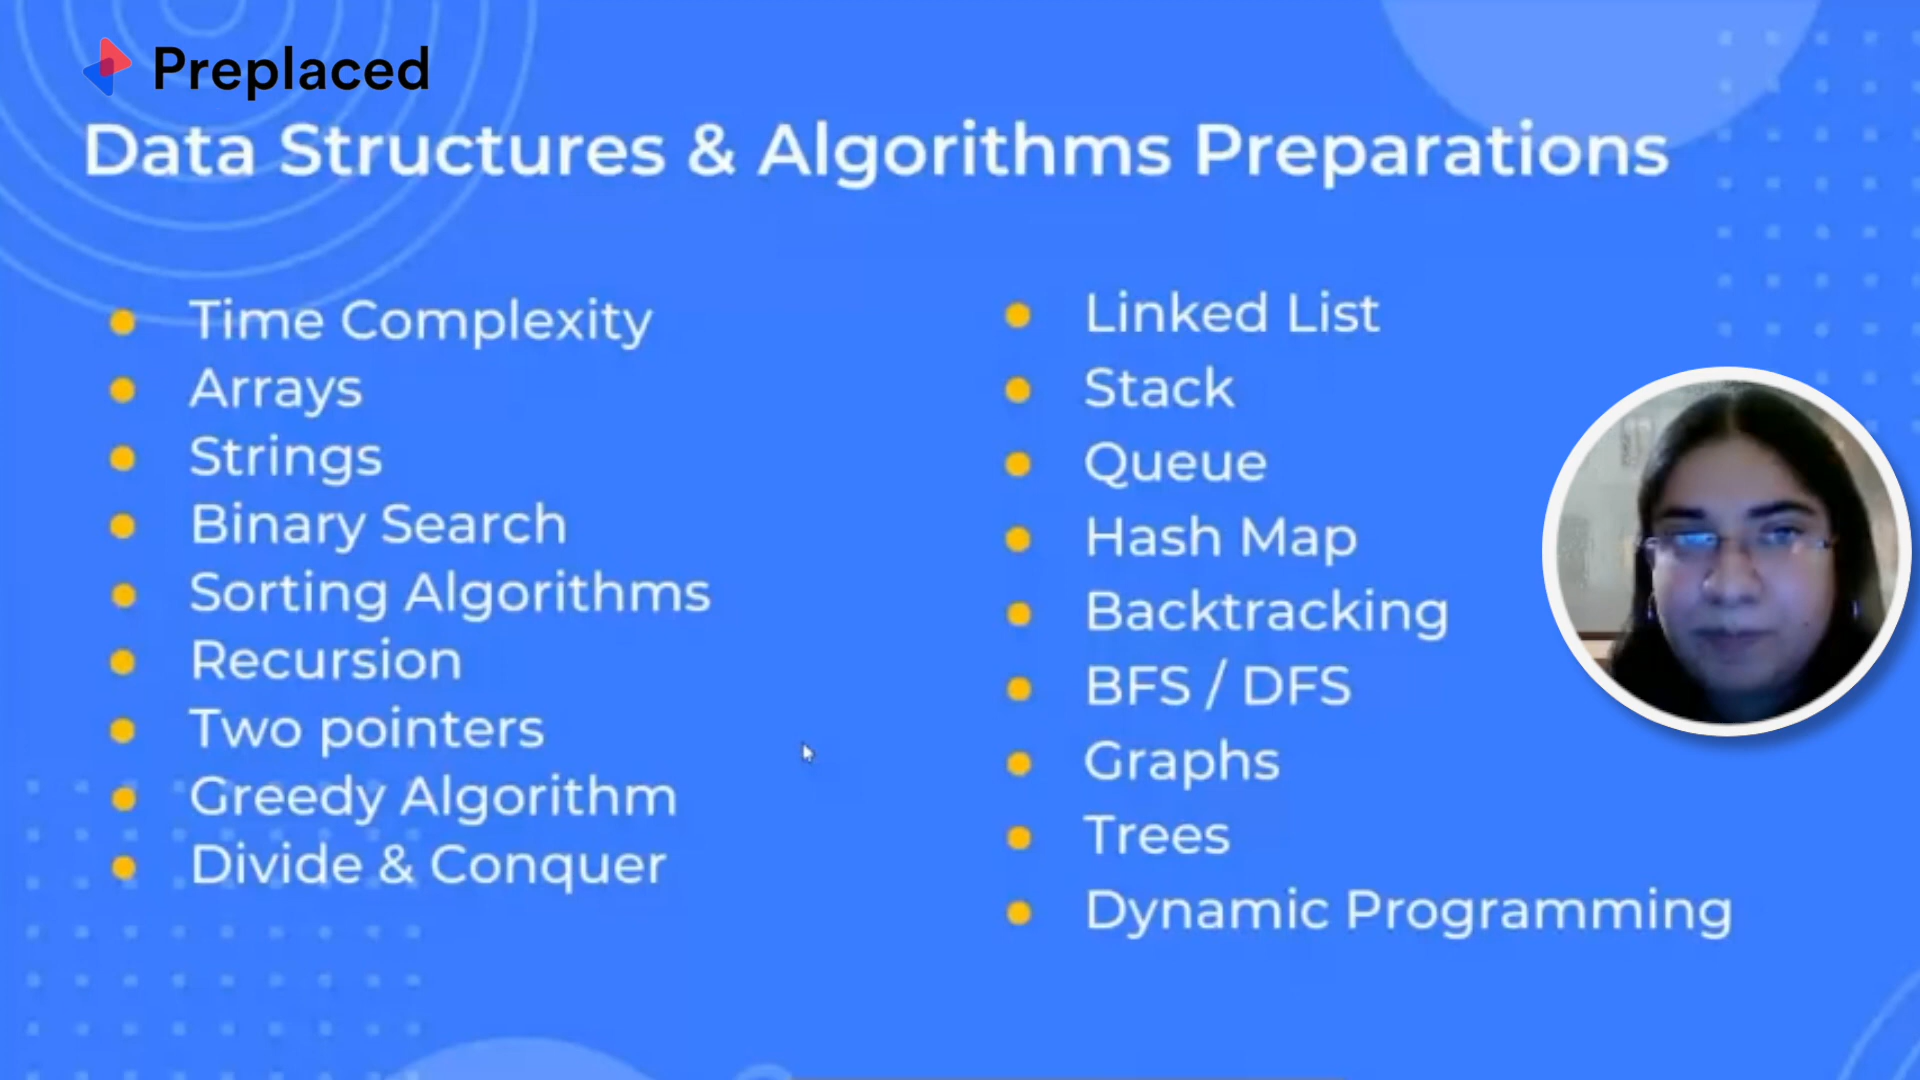 Preplaced
Data Structures & Algorithms Preparations
Time Complexity
Arrays
Strings
Binary Search
Sorting Algorithms
Recursion
Two pointers
Greedy Algorithm
Divide & Conquer
Linked List
Stack
Queue
Hash Map
Backtracking
BFS / DFS
Graphs
Trees
Dynamic Programming